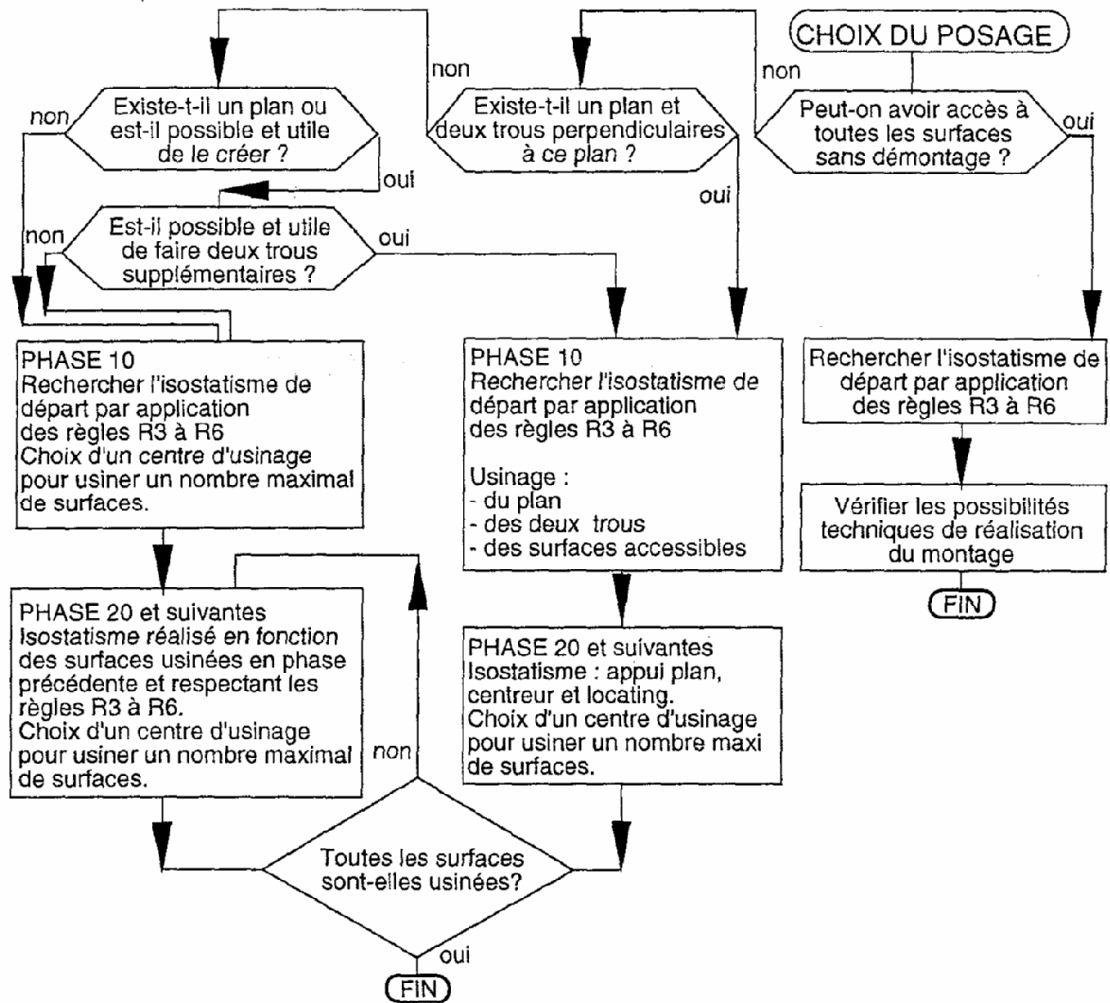 CHOIX DU POSAGE
Peut-on avoir accès à
toutes les surfaces
sans démontage ?
non
oui
Existe-t-il un plan et
deux trous perpendiculaires
à ce plan ?
non
oui
Existe-t-il un plan ou
est-il possible et utile
de le créer ?
non
oui
Est-il possible et utile
de faire deux trous
supplémentaires ?
non
oui
PHASE 10
Rechercher l'isostatisme de
départ par application
des règles R3 à R6
Choix d'un centre d'usinage
pour usiner un nombre maximal
de surfaces.
PHASE 10
Rechercher l'isostatisme de
départ par application
des règles R3 à R6
Usinage :
- du plan
- des deux trous
- des surfaces accessibles
Rechercher l'isostatisme de
départ par application
des règles R3 à R6
Vérifier les possibilités
techniques de réalisation
du montage
FIN
PHASE 20 et suivantes
Isostatisme réalisé en fonction
des surfaces usinées en phase
précédente et respectant les
règles R3 à R6.
Choix d'un centre d'usinage
pour usiner un nombre maximal
de surfaces.
PHASE 20 et suivantes
Isostatisme : appui plan,
centreur et locating.
Choix d'un centre d'usinage
pour usiner un nombre maxi
de surfaces.
non
Toutes les surfaces
sont-elles usinées?
oui
FIN